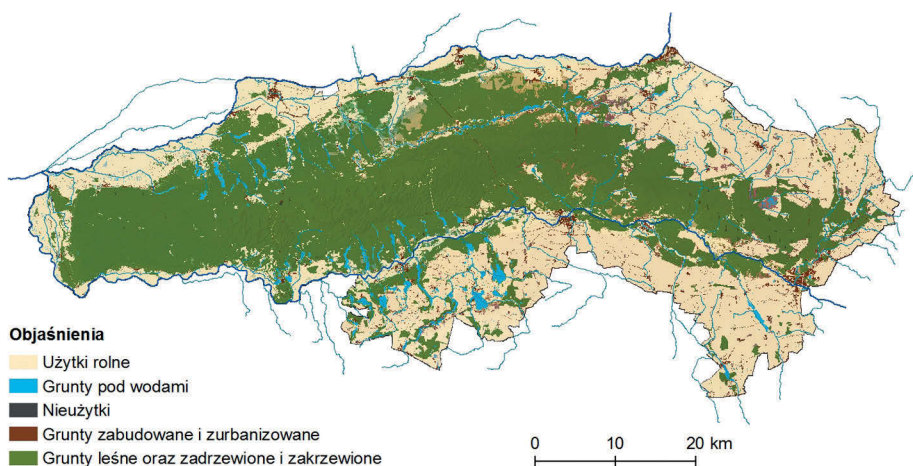 Objaśnienia
Użytki rolne
Grunty pod wodami
Nieużytki
Grunty zabudowane i zurbanizowane
Grunty leśne oraz zadrzewione i zakrzewione
0 10 20 km